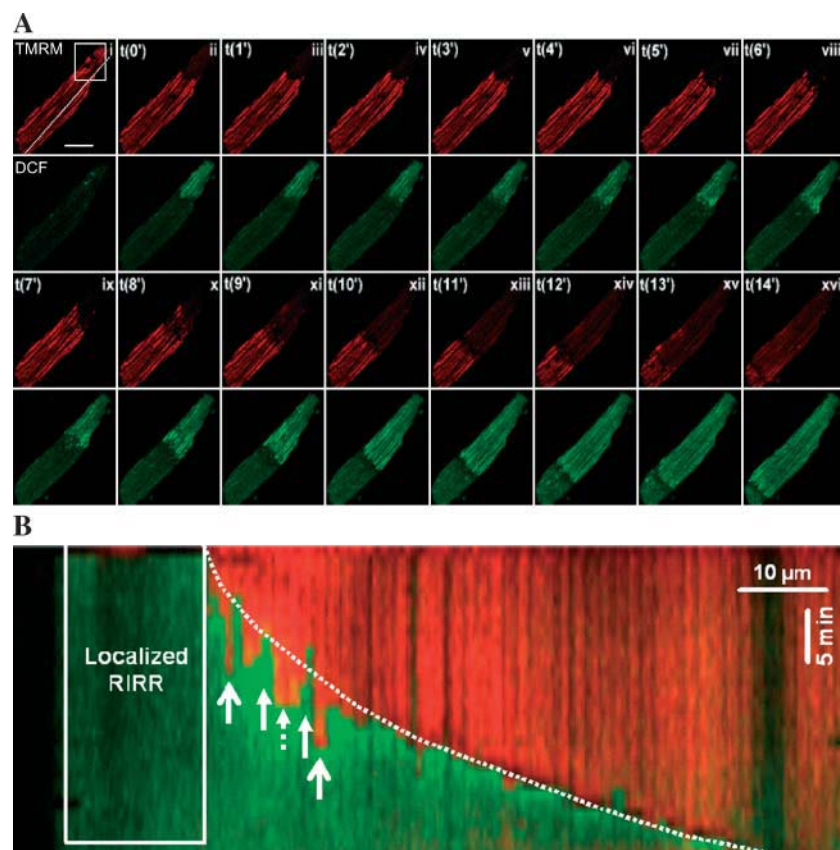 A
TMRM i t(0') ii t(1') iii t(2') iv t(3') v t(4') vi t(5') vii t(6') viii
DCF
t(7') ix t(8') x t(9') xi t(10') xii t(11') xiii t(12') xiv t(13') xv t(14') xvi
B
Localized
RIRR
10 µm
5 min